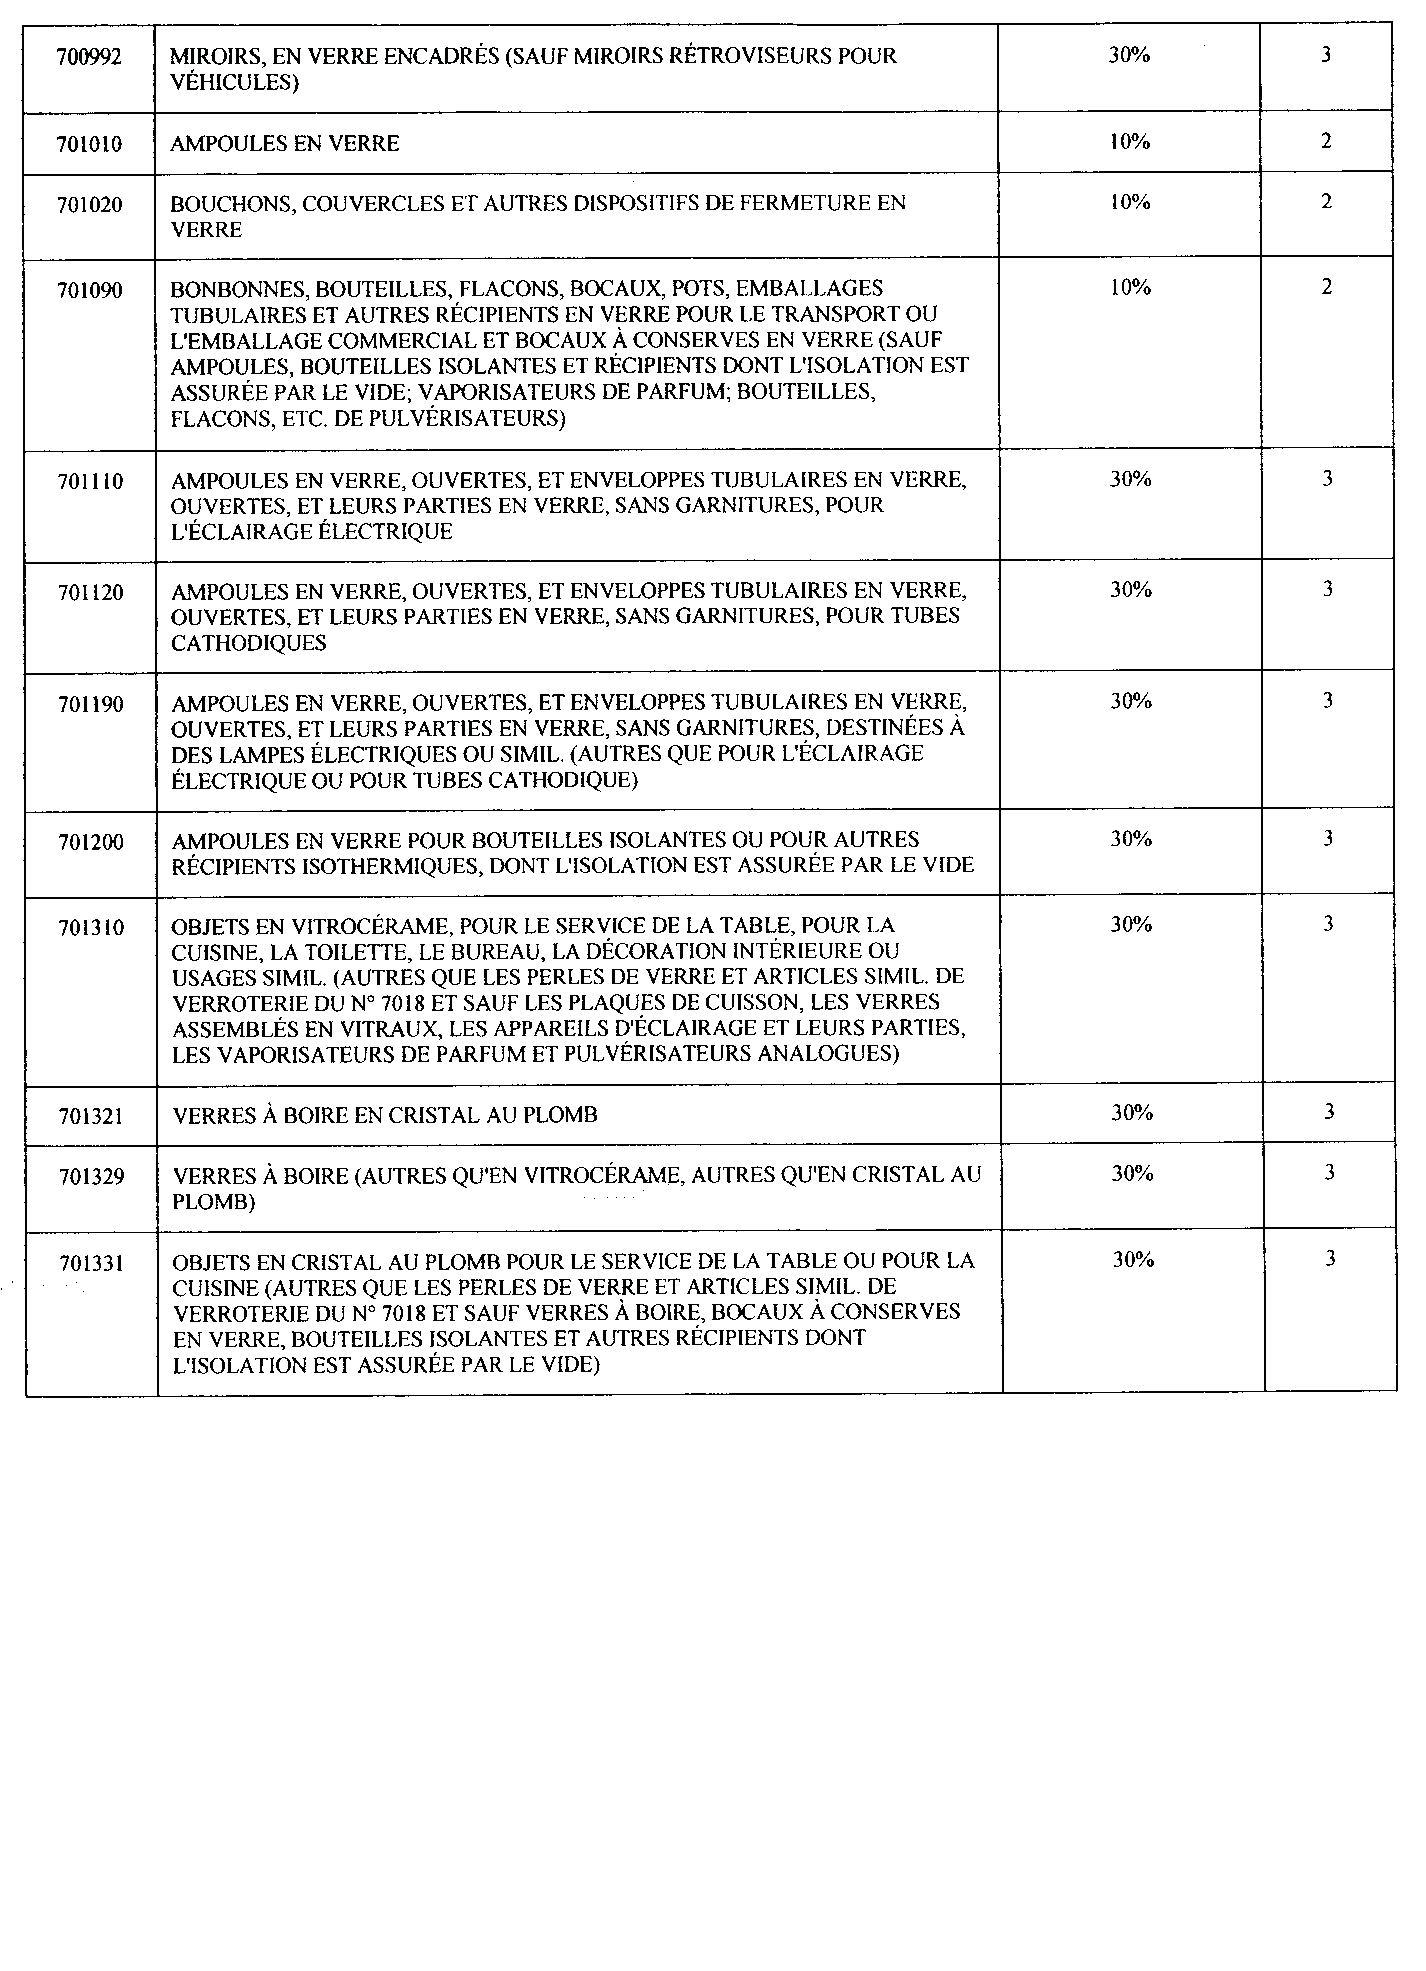 700992 MIROIRS, EN VERRE ENCADRÉS (SAUF MIROIRS RÉTROVISEURS POUR 30% 3
VÉHICULES)
701010 AMPOULES EN VERRE 10% 2
701020 BOUCHONS, COUVERCLES ET AUTRES DISPOSITIFS DE FERMETURE EN 10% 2
VERRE
701090 BONBONNES, BOUTEILLES, FLACONS, BOCAUX, POTS, EMBALLAGES 10% 2
TUBULAIRES ET AUTRES RÉCIPIENTS EN VERRE POUR LE TRANSPORT OU
L'EMBALLAGE COMMERCIAL ET BOCAUX À CONSERVES EN VERRE (SAUF
AMPOULES, BOUTEILLES ISOLANTES ET RÉCIPIENTS DONT L'ISOLATION EST
ASSURÉE PAR LE VIDE; VAPORISATEURS DE PARFUM; BOUTEILLES,
FLACONS, ETC. DE PULVÉRISATEURS)
701110 AMPOULES EN VERRE, OUVERTES, ET ENVELOPPES TUBULAIRES EN VERRE, 30% 3
OUVERTES, ET LEURS PARTIES EN VERRE, SANS GARNITURES, POUR
L'ÉCLAIRAGE ÉLECTRIQUE
701120 AMPOULES EN VERRE, OUVERTES, ET ENVELOPPES TUBULAIRES EN VERRE, 30% 3
OUVERTES, ET LEURS PARTIES EN VERRE, SANS GARNITURES, POUR TUBES
CATHODIQUES
701190 AMPOULES EN VERRE, OUVERTES, ET ENVELOPPES TUBULAIRES EN VERRE, 30% 3
OUVERTES, ET LEURS PARTIES EN VERRE, SANS GARNITURES, DESTINÉES À
DES LAMPES ÉLECTRIQUES OU SIMIL. (AUTRES QUE POUR L'ÉCLAIRAGE
ÉLECTRIQUE OU POUR TUBES CATHODIQUE)
701200 AMPOULES EN VERRE POUR BOUTEILLES ISOLANTES OU POUR AUTRES 30% 3
RÉCIPIENTS ISOTHERMIQUES, DONT L'ISOLATION EST ASSURÉE PAR LE VIDE
701310 OBJETS EN VITROCÉRAME, POUR LE SERVICE DE LA TABLE, POUR LA 30% 3
CUISINE, LA TOILETTE, LE BUREAU, LA DÉCORATION INTÉRIEURE OU
USAGES SIMIL. (AUTRES QUE LES PERLES DE VERRE ET ARTICLES SIMIL. DE
VERROTERIE DU N° 7018 ET SAUF LES PLAQUES DE CUISSON, LES VERRES
ASSEMBLÉS EN VITRAUX, LES APPAREILS D'ÉCLAIRAGE ET LEURS PARTIES,
LES VAPORISATEURS DE PARFUM ET PULVÉRISATEURS ANALOGUES)
701321 VERRES À BOIRE EN CRISTAL AU PLOMB 30% 3
701329 VERRES À BOIRE (AUTRES QU'EN VITROCÉRAME, AUTRES QU'EN CRISTAL AU 30% 3
PLOMB)
701331 OBJETS EN CRISTAL AU PLOMB POUR LE SERVICE DE LA TABLE OU POUR LA 30% 3
CUISINE (AUTRES QUE LES PERLES DE VERRE ET ARTICLES SIMIL. DE
VERROTERIE DU N° 7018 ET SAUF VERRES À BOIRE, BOCAUX À CONSERVES
EN VERRE, BOUTEILLES ISOLANTES ET AUTRES RÉCIPIENTS DONT
L'ISOLATION EST ASSURÉE PAR LE VIDE)